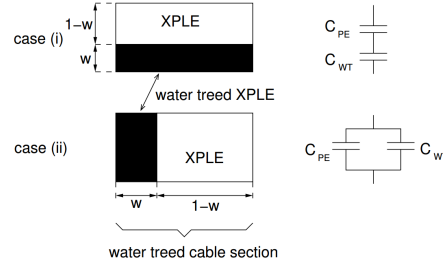 case (i)
1−w
w
XPLE
C PE
C WT
water treed XPLE
case (ii)
XPLE
C PE
C W
w
1−w
water treed cable section